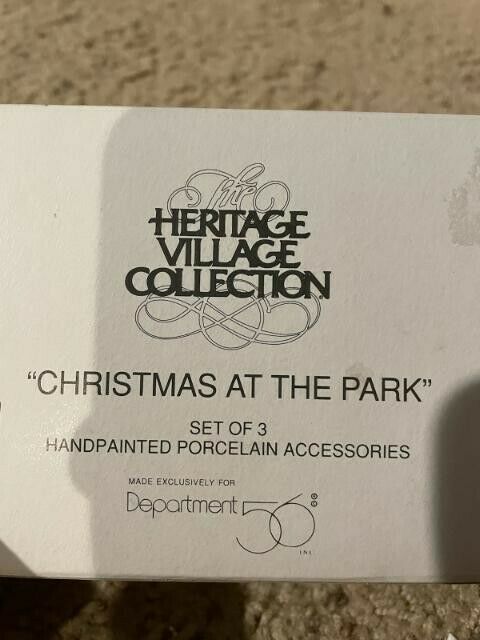 The
HERITAGE
VILLAGE
COLLECTION
"CHRISTMAS AT THE PARK"
SET OF 3
HANDPAINTED PORCELAIN ACCESSORIES
MADE EXCLUSIVELY FOR
Department 56 ® ©
INC